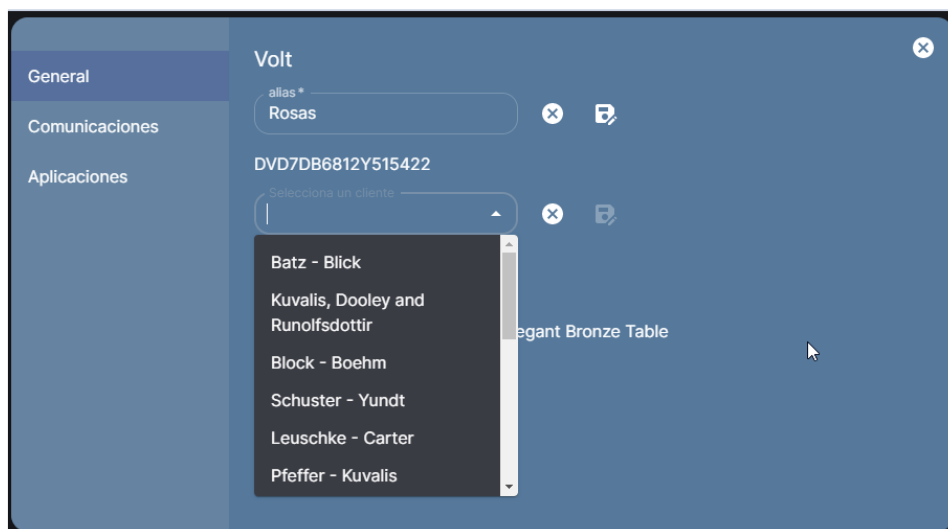 General
Comunicaciones
Aplicaciones
Volt
alias *
Rosas
DVD7DB6812Y515422
Selecciona un cliente
Batz - Blick
Kuvalis, Dooley and
Runolfsdottir
Block - Boehm
Schuster - Yundt
Leuschke - Carter
Pfeffer - Kuvalis
egant Bronze Table